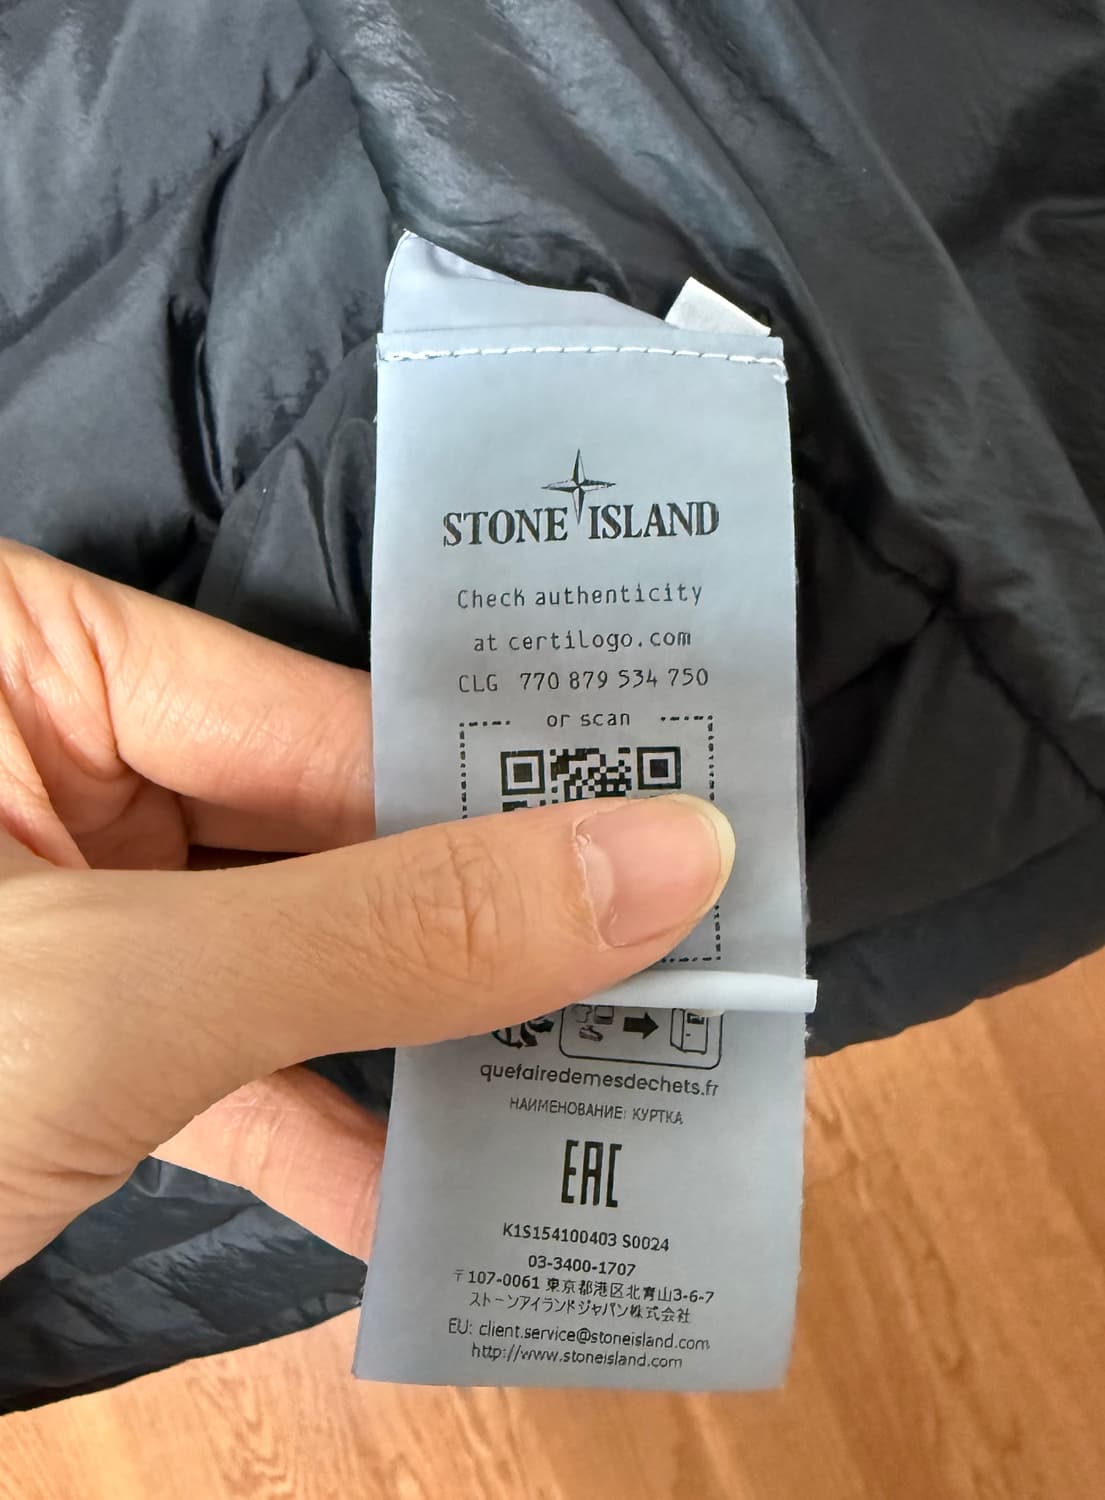 STONE ISLAND
Check authenticity
at certilogo.com
CLG 770 879 534 750
or scan
quefairedemesdechets.fr
НАИМЕНОВАНИЕ: КУРТКА
EAC
K1S154100403 S0024
03-3400-1707
〒107-0061 東京都港区北青山3-6-7
ストーンアイランドジャパン株式会社
EU: client.service@stoneisland.com
http://www.stoneisland.com